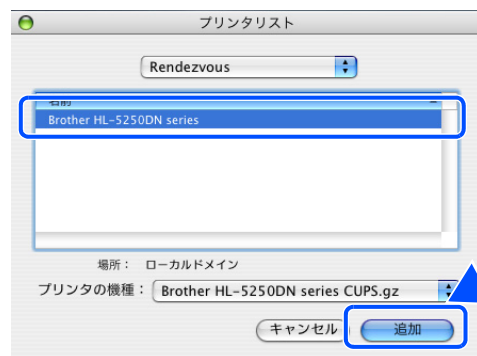 プリンタリスト
Rendezvous
名前
Brother HL-5250DN series
場所： ローカルドメイン
プリンタの機種： Brother HL-5250DN series CUPS.gz
キャンセル 追加